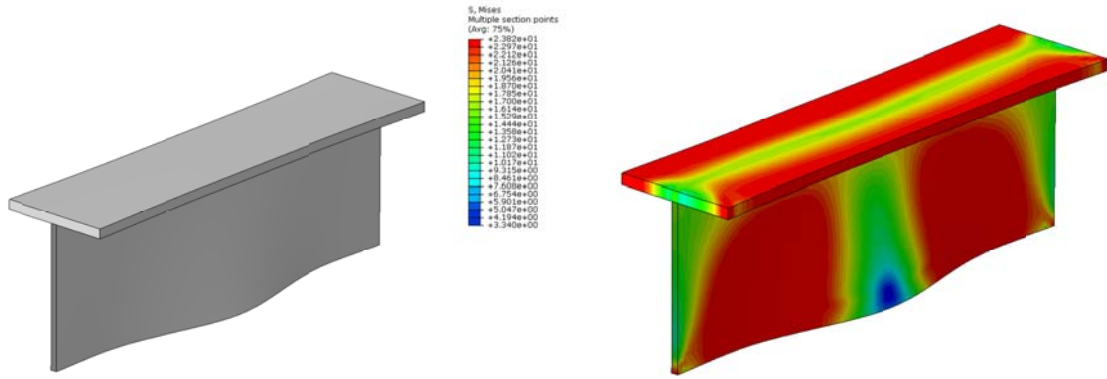 S, Mises
Multiple section points
(Avg: 75%)
+2.382e+01
+2.297e+01
+2.212e+01
+2.126e+01
+2.041e+01
+1.956e+01
+1.870e+01
+1.785e+01
+1.700e+01
+1.614e+01
+1.529e+01
+1.444e+01
+1.358e+01
+1.273e+01
+1.187e+01
+1.102e+01
+1.017e+01
+9.315e+00
+8.461e+00
+7.608e+00
+6.754e+00
+5.901e+00
+5.047e+00
+4.194e+00
+3.340e+00